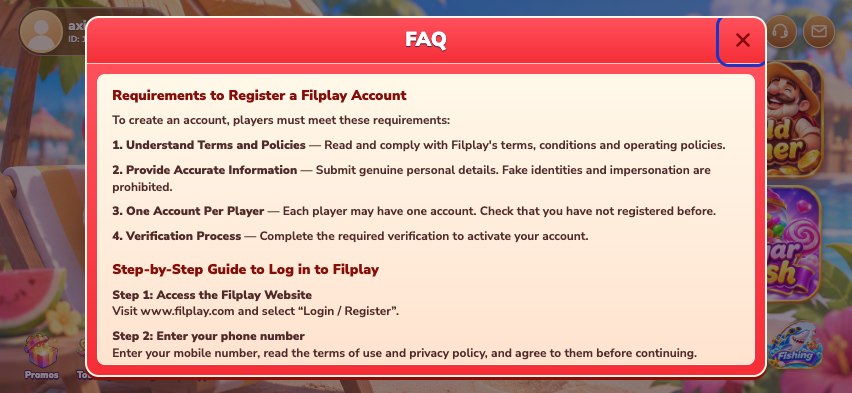 FAQ
Requirements to Register a Filplay Account
To create an account, players must meet these requirements:
1. Understand Terms and Policies — Read and comply with Filplay's terms, conditions and operating policies.
2. Provide Accurate Information — Submit genuine personal details. Fake identities and impersonation are
prohibited.
3. One Account Per Player — Each player may have one account. Check that you have not registered before.
4. Verification Process — Complete the required verification to activate your account.
Step-by-Step Guide to Log in to Filplay
Step 1: Access the Filplay Website
Visit www.filplay.com and select “Login / Register”.
Step 2: Enter your phone number
Enter your mobile number, read the terms of use and privacy policy, and agree to them before continuing.
Promos
Fishing